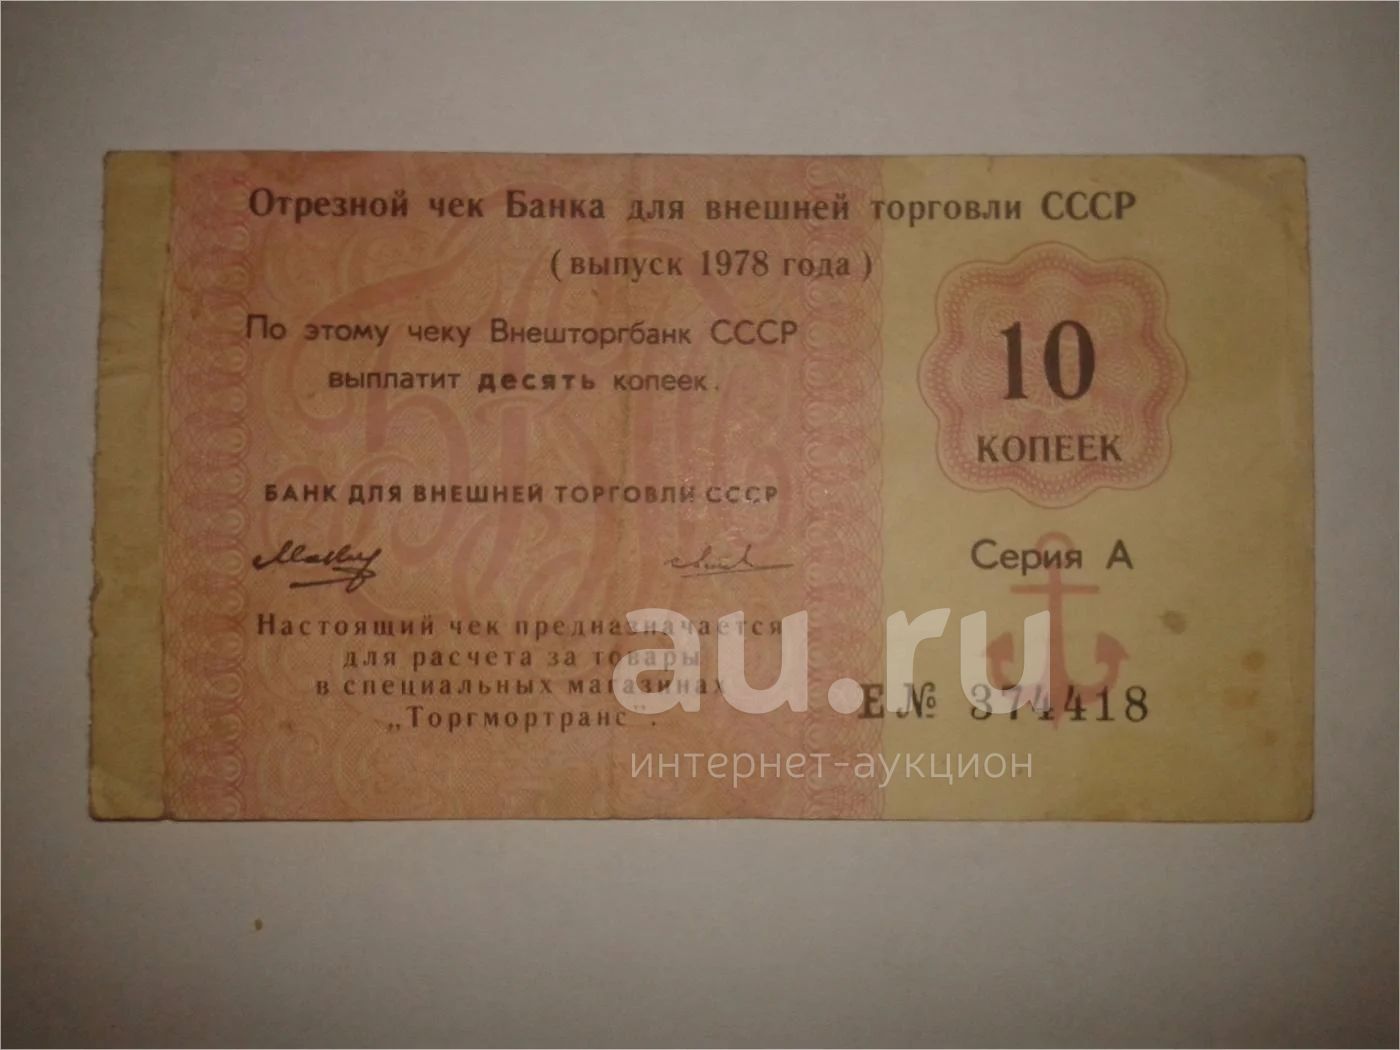 Отрезной чек Банка для внешней торговли СССР
(выпуск 1978 года)
По этому чеку Внешторгбанк СССР
выплатит десять копеек.
10
КОПЕЕК
БАНК ДЛЯ ВНЕШНЕЙ ТОРГОВЛИ СССР
Серия А
Настоящий чек предназначается
для расчета за товары
в специальных магазинах
„Торгмортранс".
Е № 374418
au.ru
интернет-аукцион